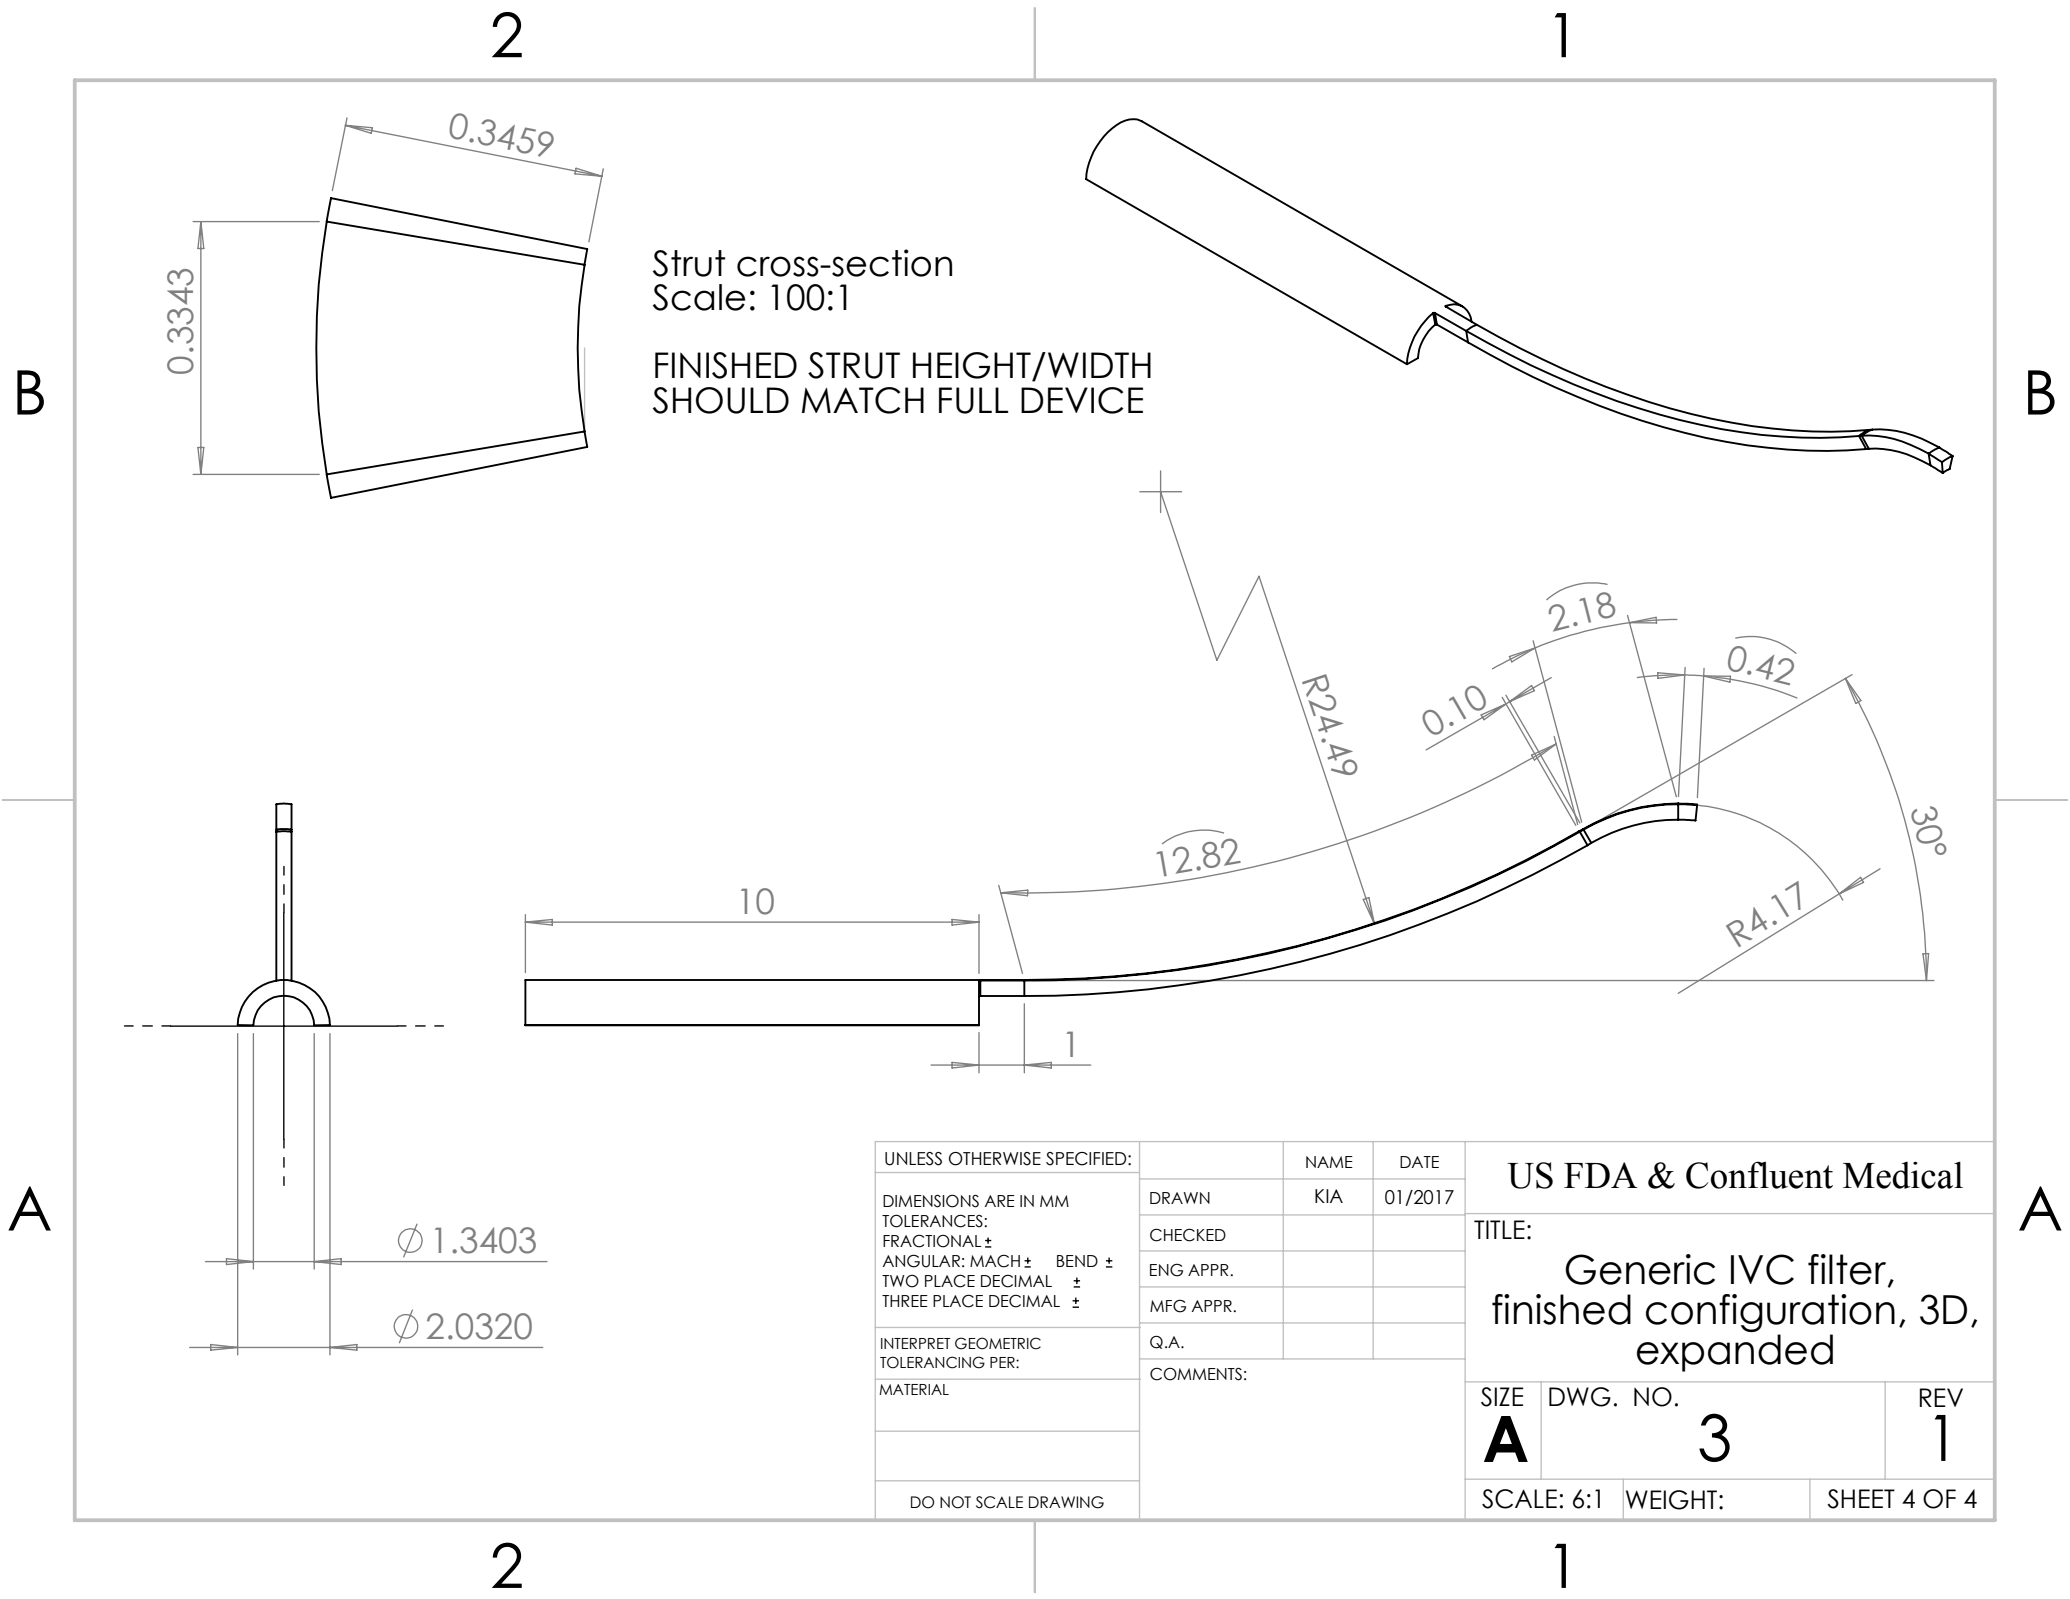 2
1
0.3459
0.3343
Strut cross-section
Scale: 100:1
FINISHED STRUT HEIGHT/WIDTH
SHOULD MATCH FULL DEVICE
B
B
2.18
0.42
0.10
R24.49
12.82
30°
R4.17
10
1
A
A
⌀1.3403
⌀2.0320
UNLESS OTHERWISE SPECIFIED:
DIMENSIONS ARE IN MM
TOLERANCES:
FRACTIONAL ±
ANGULAR: MACH ± BEND ±
TWO PLACE DECIMAL ±
THREE PLACE DECIMAL ±
INTERPRET GEOMETRIC
TOLERANCING PER:
MATERIAL
DO NOT SCALE DRAWING
NAME DATE
DRAWN KIA 01/2017
CHECKED
ENG APPR.
MFG APPR.
Q.A.
COMMENTS:
US FDA & Confluent Medical
TITLE:
Generic IVC filter,
finished configuration, 3D,
expanded
SIZE DWG. NO. REV
A 3 1
SCALE: 6:1 WEIGHT: SHEET 4 OF 4
2
1